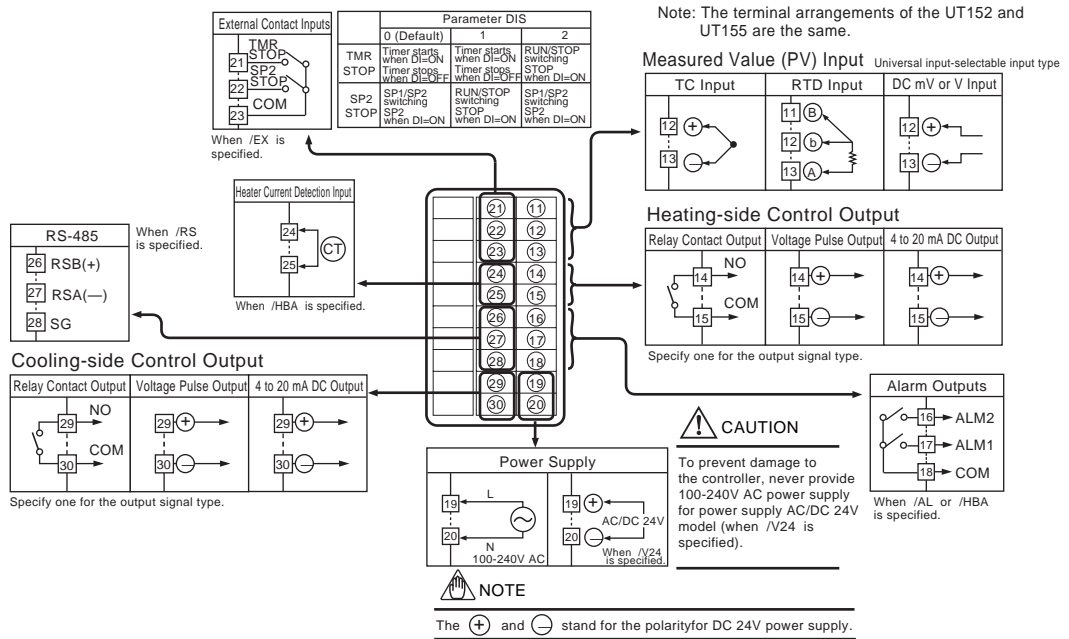 Note: The terminal arrangements of the UT152 and
UT155 are the same.
External Contact Inputs
TMR
STOP
21
SP2
STOP
22
COM
23
When /EX is
specified.
Parameter DIS
0 (Default) 1 2
TMR
STOP
Timer starts
when DI=ON
Timer stops
when DI=OFF
Timer starts
when DI=ON
Timer stops
when DI=OFF
RUN/STOP
switching
STOP
when DI=ON
SP2
STOP
SP1/SP2
switching
SP2
when DI=ON
RUN/STOP
switching
STOP
when DI=ON
SP1/SP2
switching
SP2
when DI=ON
Measured Value (PV) Input Universal input-selectable input type
TC Input RTD Input DC mV or V Input
12 +
13 −
11 B
12 b
13 A
12 +
13 −
Heater Current Detection Input
24
CT
25
When /HBA is specified.
21 11
22 12
23 13
24 14
25 15
26 16
27 17
28 18
29 19
30 20
RS-485
26 RSB(+)
27 RSA(—)
28 SG
When /RS
is specified.
Heating-side Control Output
Relay Contact Output Voltage Pulse Output 4 to 20 mA DC Output
NO
14
COM
15
14 +
15 −
14 +
15 −
Specify one for the output signal type.
Cooling-side Control Output
Relay Contact Output Voltage Pulse Output 4 to 20 mA DC Output
NO
29
COM
30
29 +
30 −
29 +
30 −
Specify one for the output signal type.
Alarm Outputs
16 ALM2
17 ALM1
18 COM
When /AL or /HBA
is specified.
Power Supply
19 L
20 N
100-240V AC
19 +
AC/DC 24V
20 −
When /V24
is specified.
! CAUTION
To prevent damage to
the controller, never provide
100-240V AC power supply
for power supply AC/DC 24V
model (when /V24 is
specified).
NOTE
The + and − stand for the polarityfor DC 24V power supply.